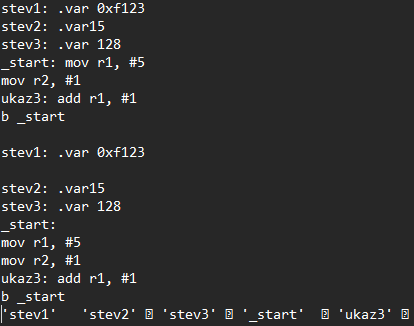 stev1: .var 0xf123
stev2: .var15
stev3: .var 128
_start: mov r1, #5
mov r2, #1
ukaz3: add r1, #1
b _start
stev1: .var 0xf123
stev2: .var15
stev3: .var 128
_start:
mov r1, #5
mov r2, #1
ukaz3: add r1, #1
b _start
'stev1' 'stev2' 'stev3' '_start' 'ukaz3'